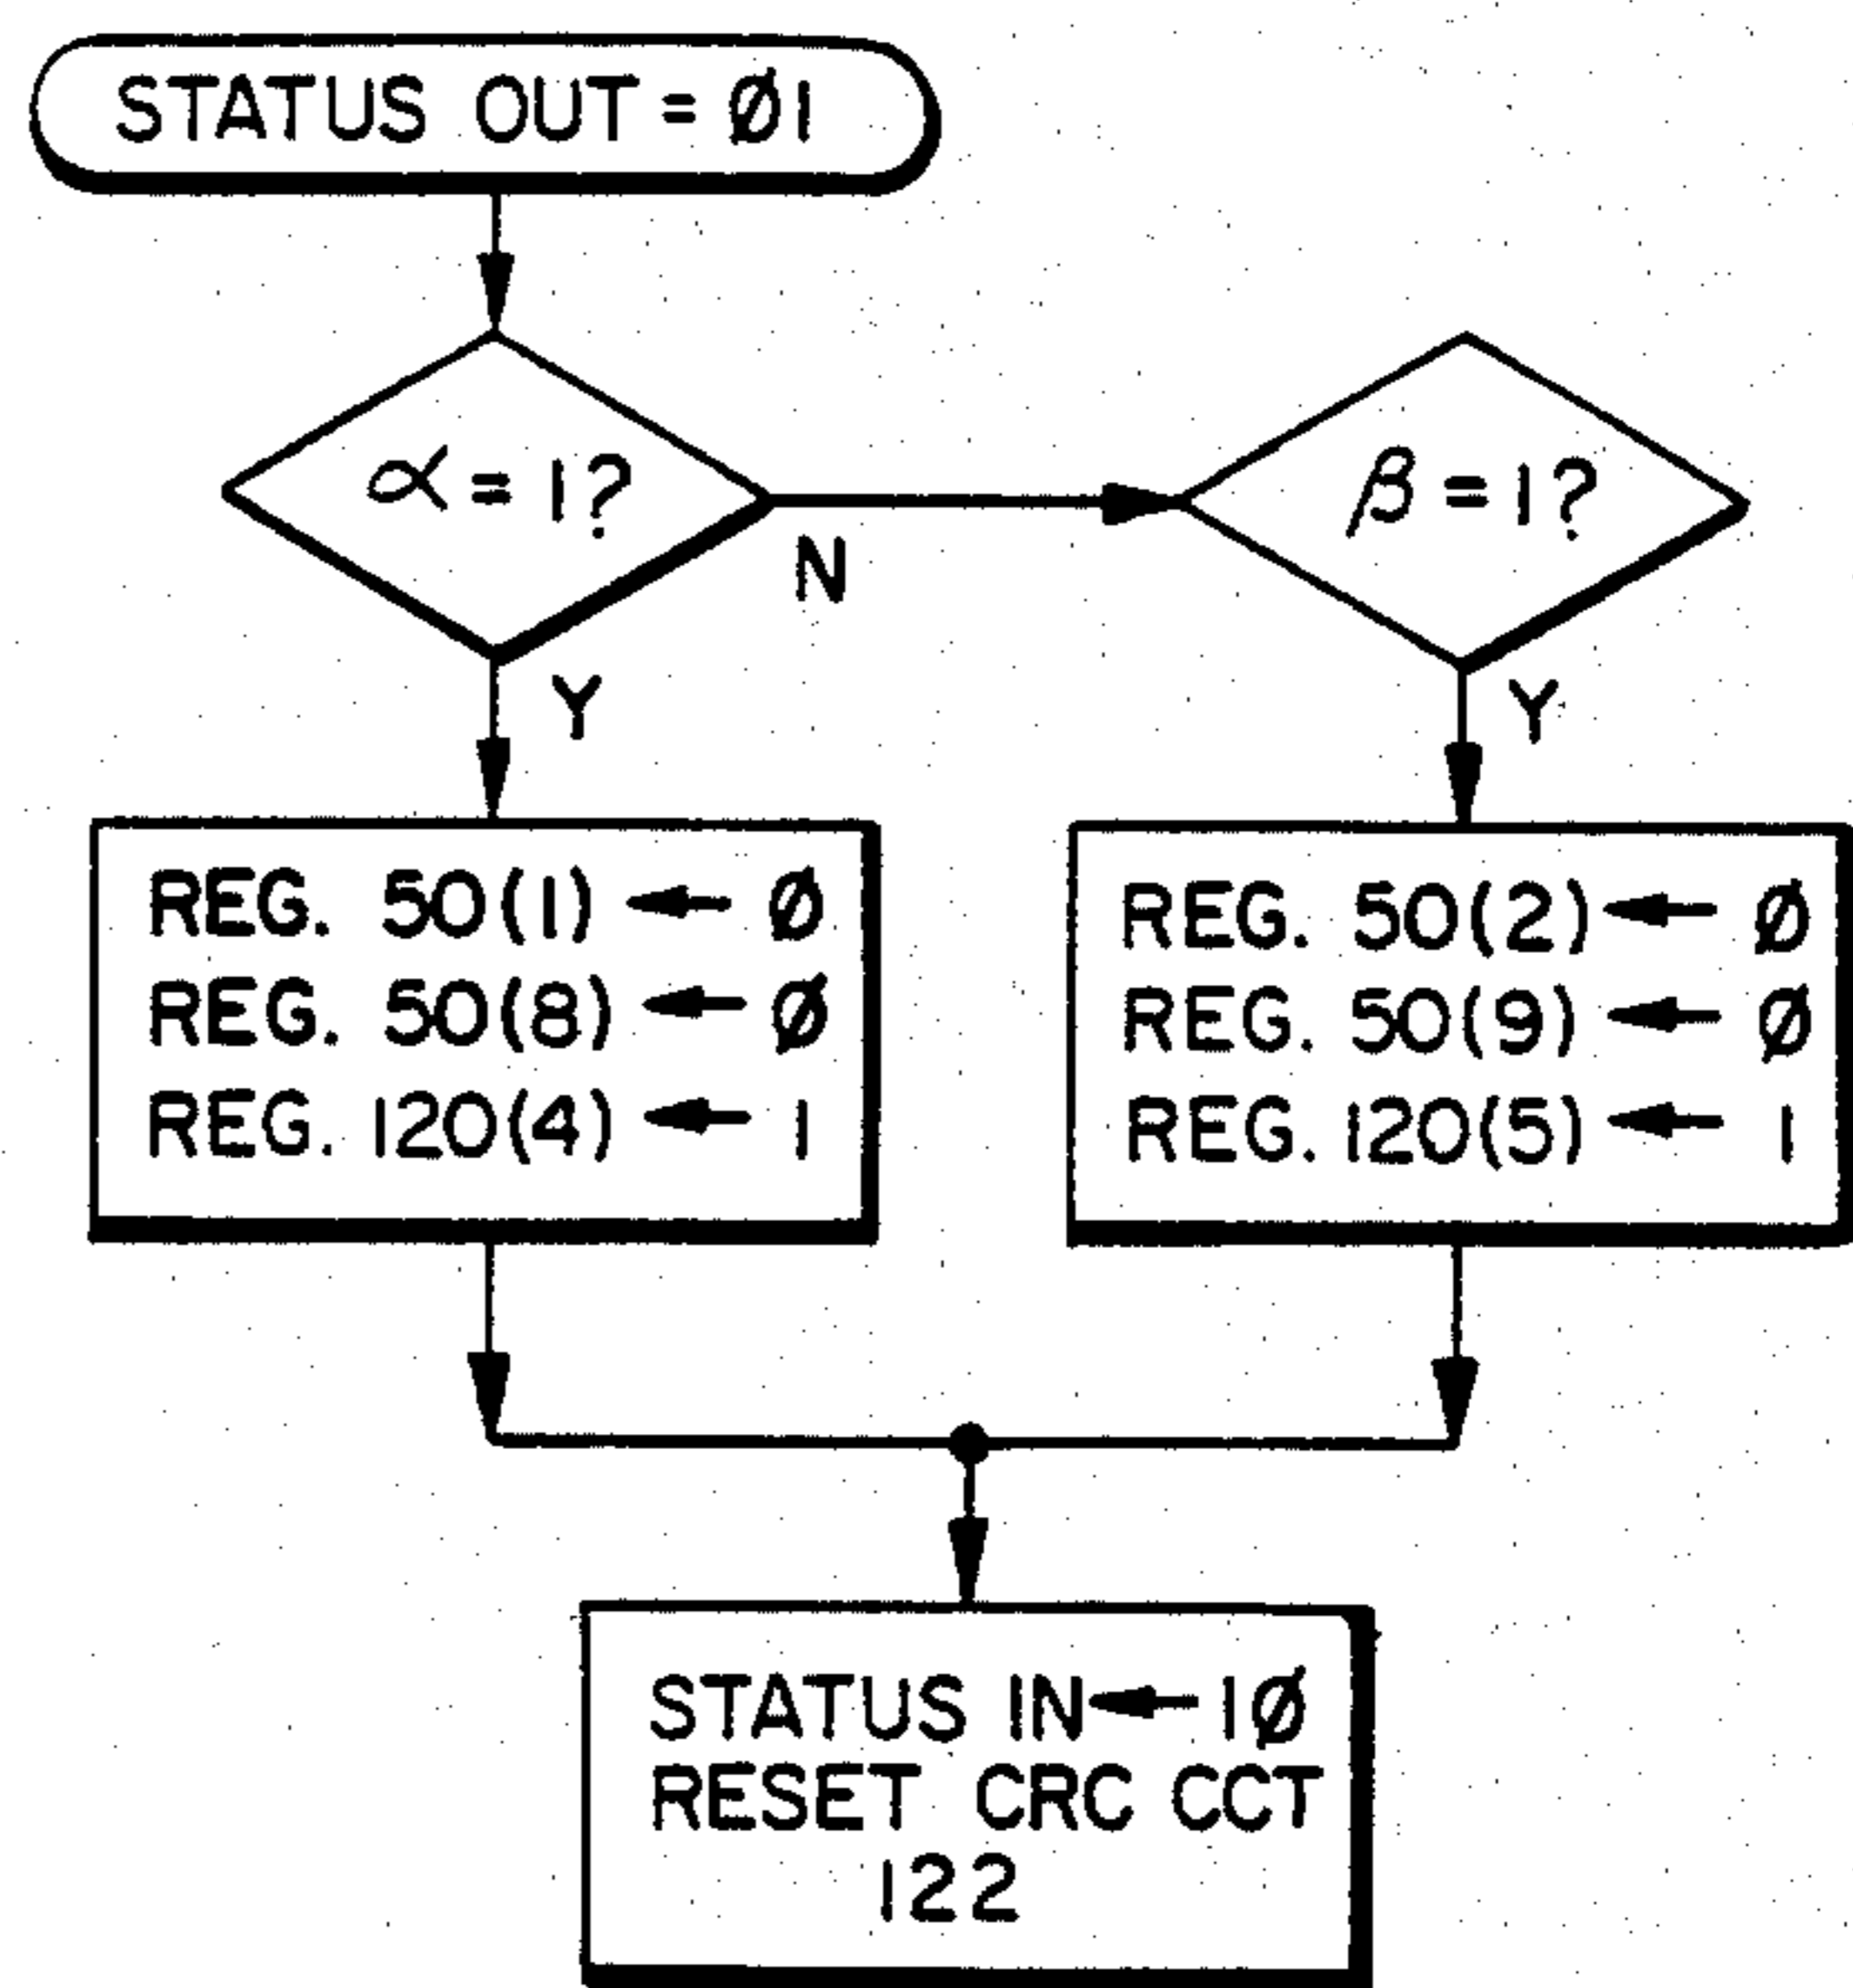 STATUS OUT = Ø1
α = 1?
N
β = 1?
Y
Y
REG. 50(1) ← Ø
REG. 50(8) ← Ø
REG. 120(4) ← 1
REG. 50(2) ← Ø
REG. 50(9) ← Ø
REG. 120(5) ← 1
STATUS IN ← 1Ø
RESET CRC CCT
122